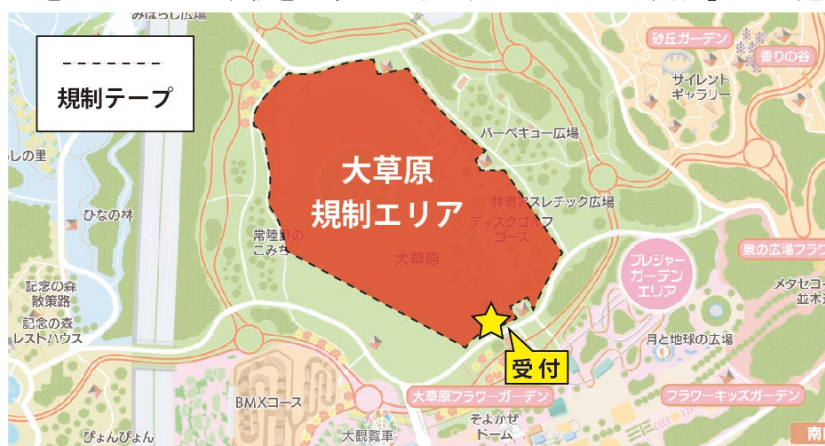 みはらし広場
規制テープ
砂丘ガーデン
香りの谷
サイレント
ギャラリー
バーベキュー広場
大草原
規制エリア
しの里
ひなの林
林間アスレチック広場
ディスクゴルフ
コース
常陸野の
こみち
大草原
プレジャー
ガーデン
エリア
泉の広場フラワ
メタセコイ
並木
記念の森
散策路
記念の森
レストハウス
月と地球の広場
受付
BMXコース
大草原フラワーガーデン
フラワーキッズガーデン
ぴょんぴょん
大観覧車
そよかぜ
ドーム
南